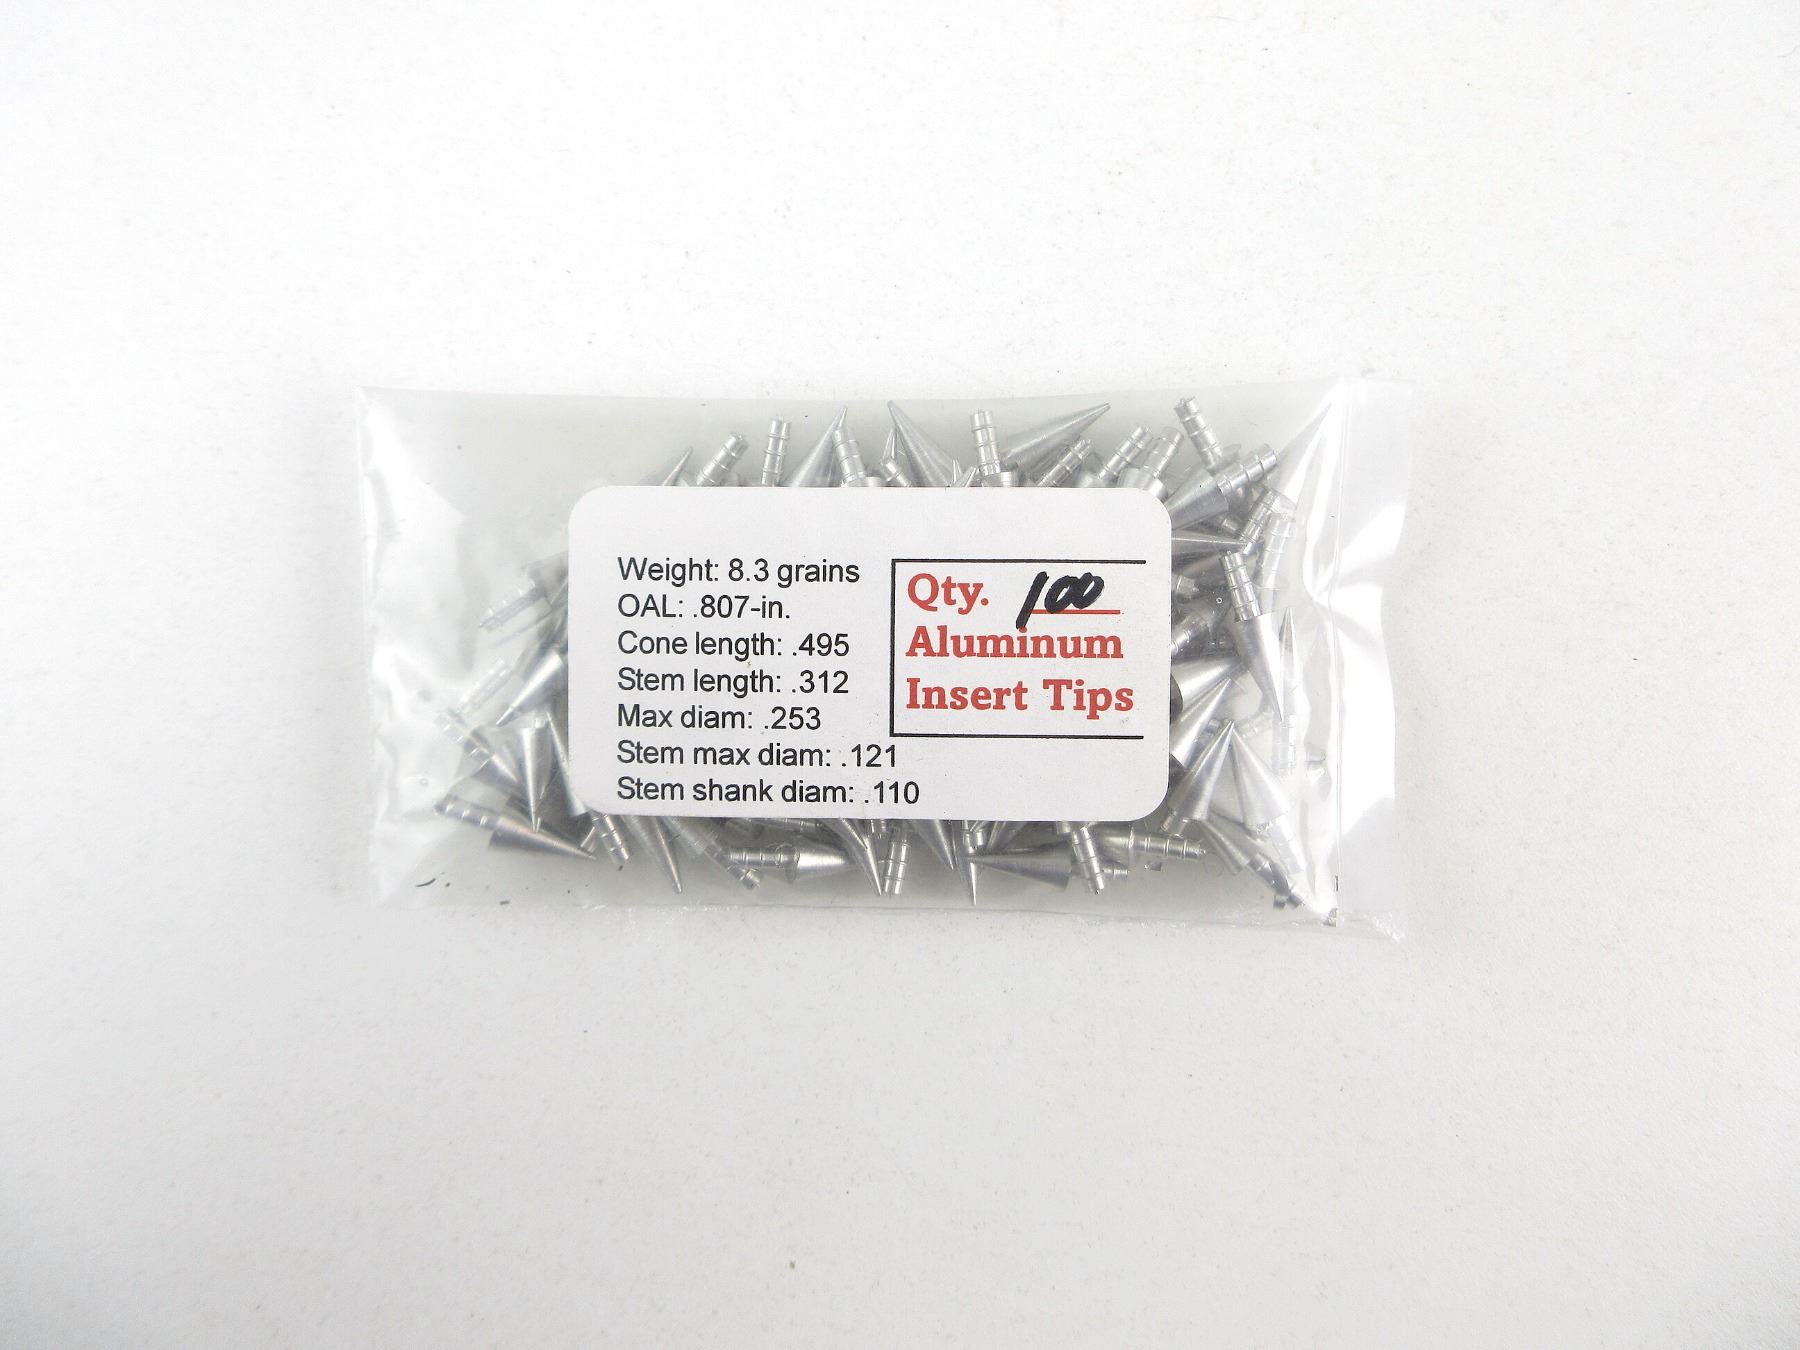 Weight: 8.3 grains
OAL: .807-in.
Cone length: .495
Stem length: .312
Max diam: .253
Stem max diam: .121
Stem shank diam: .110
Qty. 100
Aluminum
Insert Tips